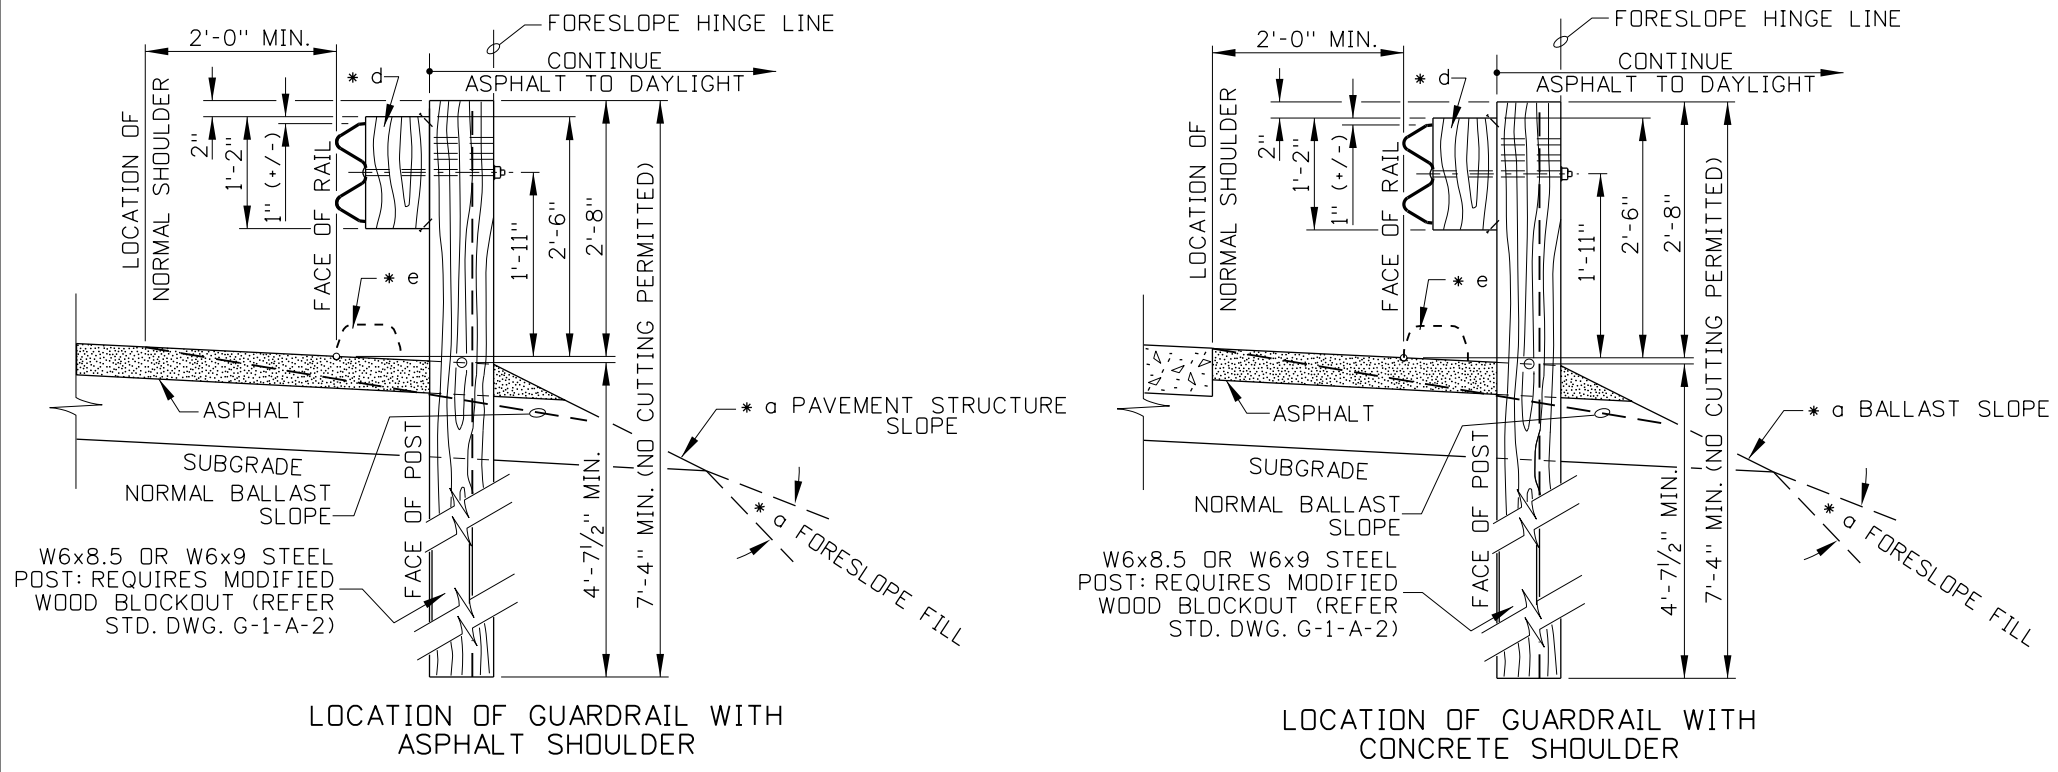 FORESLOPE HINGE LINE
2'-0" MIN.
CONTINUE
ASPHALT TO DAYLIGHT
* d
LOCATION OF
NORMAL SHOULDER
2"
1'-2"
1" (+/-)
FACE OF RAIL
1'-11"
2'-6"
2'-8"
7'-4" MIN. (NO CUTTING PERMITTED)
* e
ASPHALT
* a PAVEMENT STRUCTURE
SLOPE
SUBGRADE
NORMAL BALLAST
SLOPE
FACE OF POST
4'-7 1/2" MIN.
* a FORESLOPE FILL
W6x8.5 OR W6x9 STEEL
POST: REQUIRES MODIFIED
WOOD BLOCKOUT (REFER
STD. DWG. G-1-A-2)
LOCATION OF GUARDRAIL WITH
ASPHALT SHOULDER
FORESLOPE HINGE LINE
2'-0" MIN.
CONTINUE
ASPHALT TO DAYLIGHT
* d
LOCATION OF
NORMAL SHOULDER
2"
1'-2"
1" (+/-)
FACE OF RAIL
1'-11"
2'-6"
2'-8"
7'-4" MIN. (NO CUTTING PERMITTED)
* e
ASPHALT
* a BALLAST SLOPE
SUBGRADE
NORMAL BALLAST
SLOPE
FACE OF POST
4'-7 1/2" MIN.
* a FORESLOPE FILL
W6x8.5 OR W6x9 STEEL
POST: REQUIRES MODIFIED
WOOD BLOCKOUT (REFER
STD. DWG. G-1-A-2)
LOCATION OF GUARDRAIL WITH
CONCRETE SHOULDER